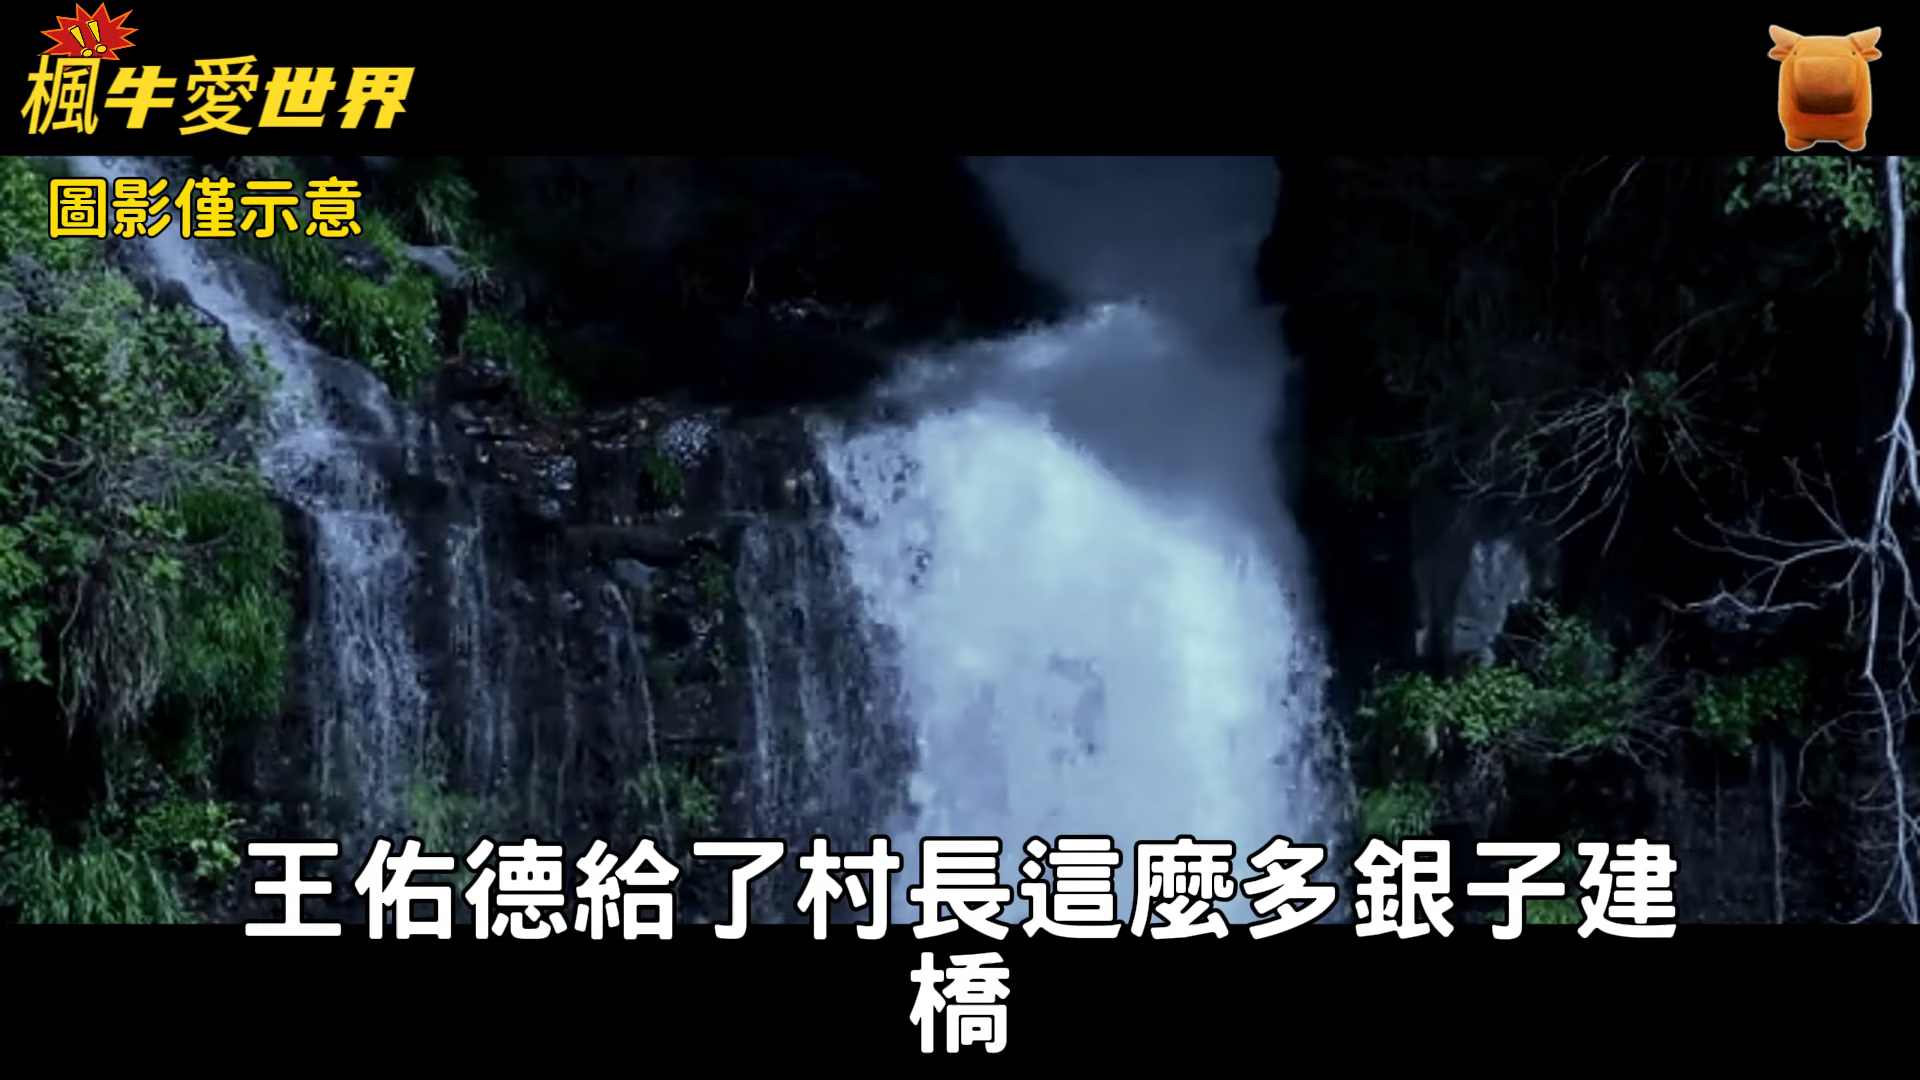 !!
楓牛愛世界
圖影僅示意
王佑德給了村長這麼多銀子建
橋